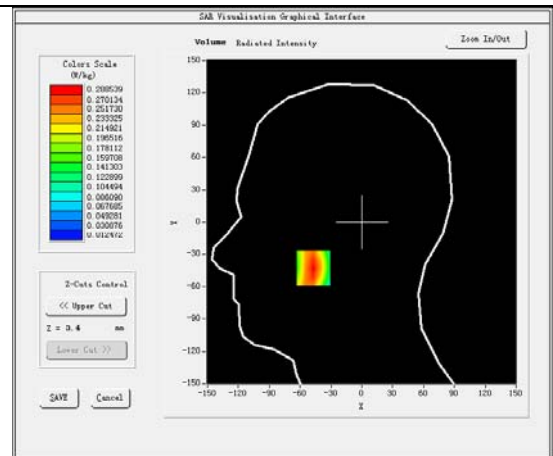 SAR Visualisation Graphical Interface
Colors Scale
(W/kg)
0.288539
0.270134
0.251730
0.233325
0.214921
0.196516
0.178112
0.159708
0.141303
0.122899
0.104494
0.086090
0.067685
0.049281
0.030876
0.012472
Z-Cuts Control
<< Upper Cut
Z = 3.4 mm
Lower Cut >>
SAVE
Cancel
Volume Radiated Intensity
Zoom In/Out
150
120
90
60
30
0
-30
-60
-90
-120
-150
Y
-150 -120 -90 -60 -30 0 30 60 90 120 150
X